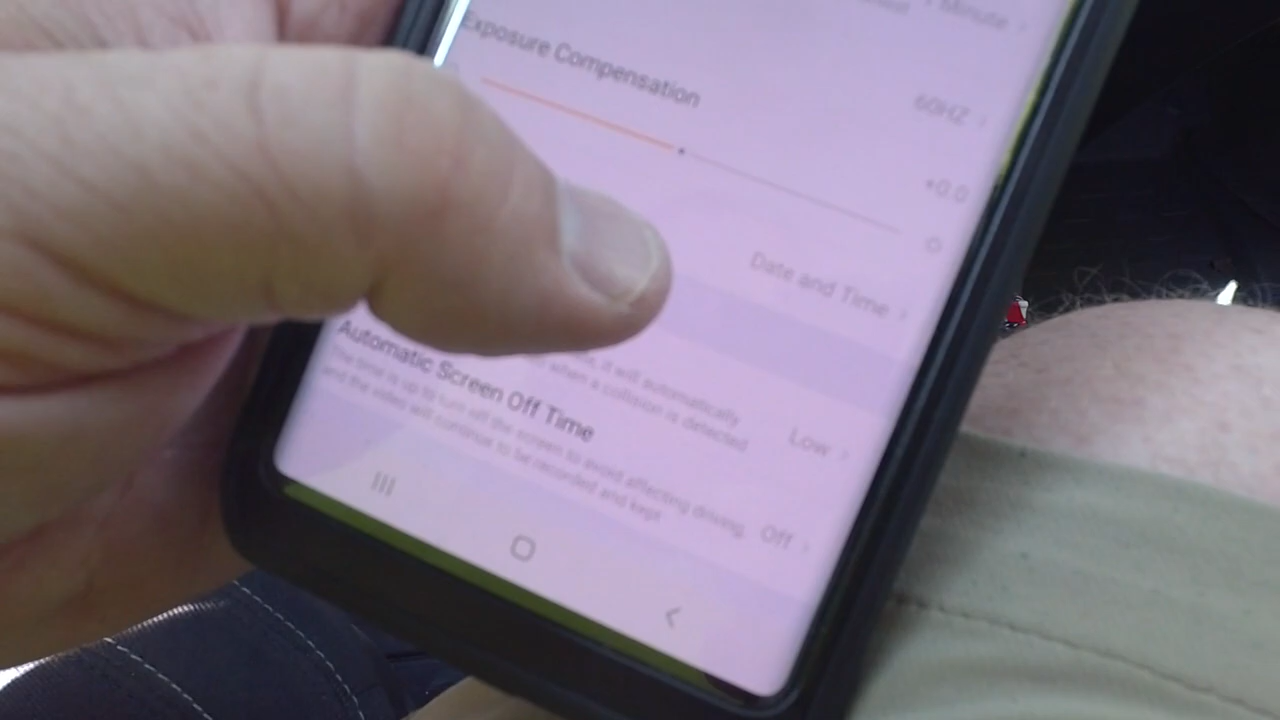 1 Minute
Exposure Compensation
60HZ
+0.0
Date and Time
it will automatically
when a collision is detected
Low
Automatic Screen Off Time
The time is up to turn off the screen to avoid affecting driving,
and the video will continue to be recorded and kept
Off